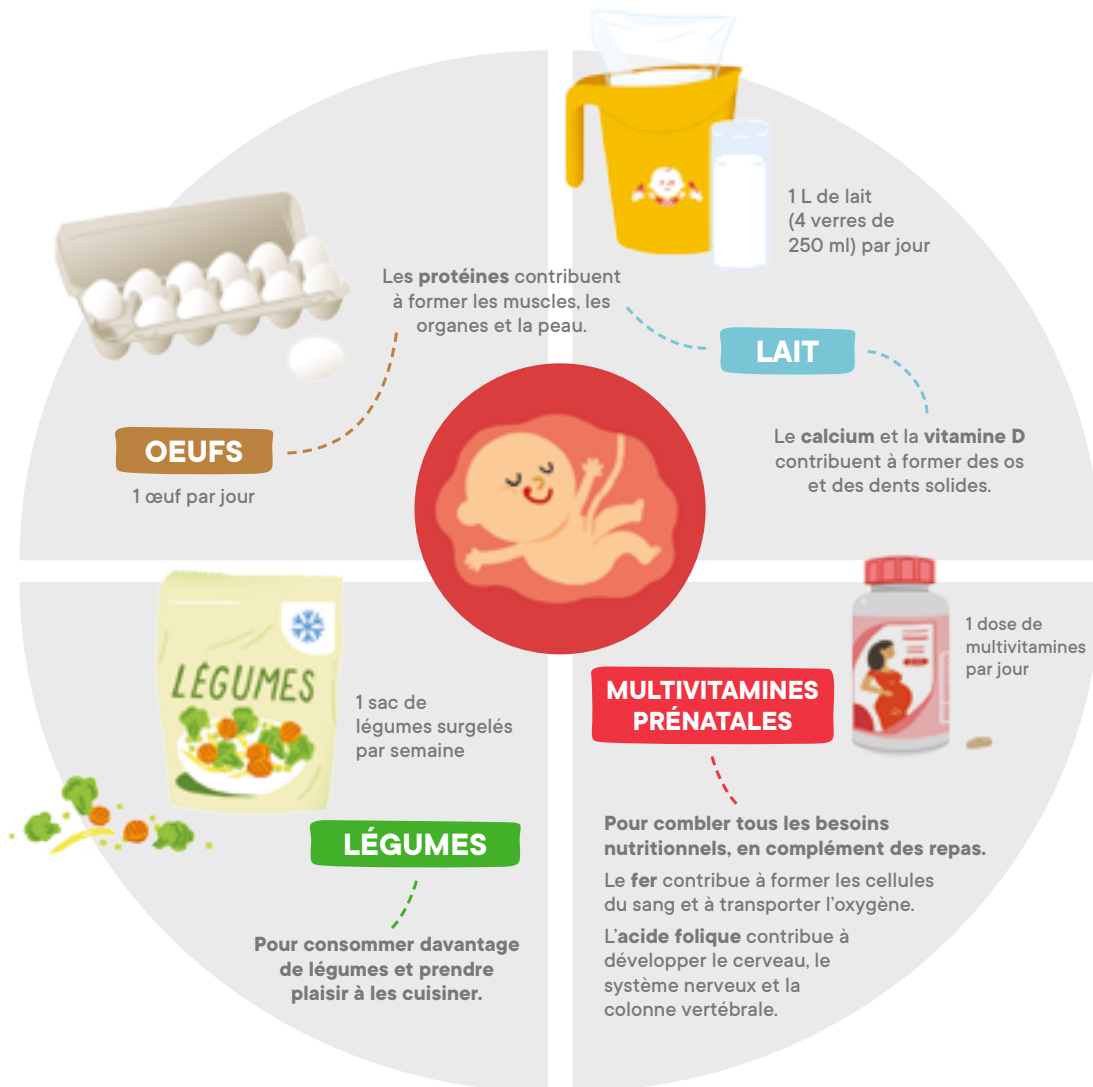 1 L de lait
(4 verres de
250 ml) par jour
Les protéines contribuent
à former les muscles, les
organes et la peau.
LAIT
OEUFS
1 œuf par jour
Le calcium et la vitamine D
contribuent à former des os
et des dents solides.
LÉGUMES
1 sac de
légumes surgelés
par semaine
LÉGUMES
Pour consommer davantage
de légumes et prendre
plaisir à les cuisiner.
1 dose de
multivitamines
par jour
MULTIVITAMINES
PRÉNATALES
Pour combler tous les besoins
nutritionnels, en complément des repas.
Le fer contribue à former les cellules
du sang et à transporter l’oxygène.
L’acide folique contribue à
développer le cerveau, le
système nerveux et la
colonne vertébrale.